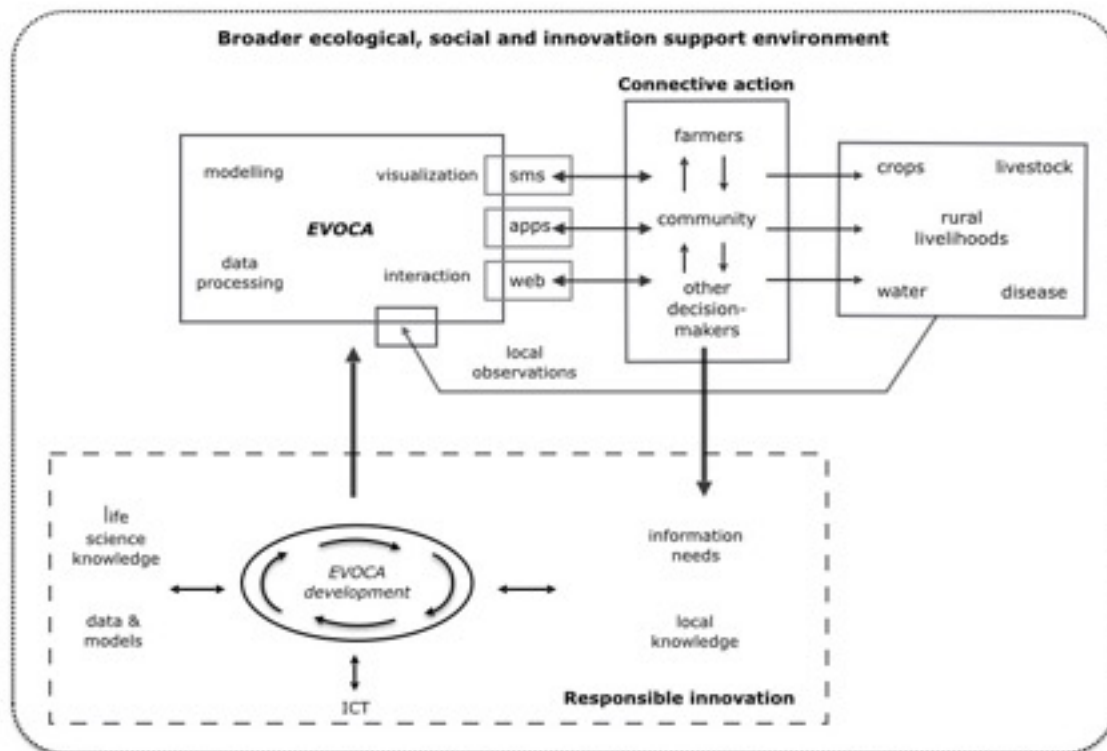 Broader ecological, social and innovation support environment
Connective action
farmers
community
other
decision-
makers
modelling
visualization
EVOCA
data
processing
interaction
sms
apps
web
crops
livestock
rural
livelihoods
water
disease
local
observations
life
science
knowledge
data &
models
EVOCA
development
ICT
information
needs
local
knowledge
Responsible innovation